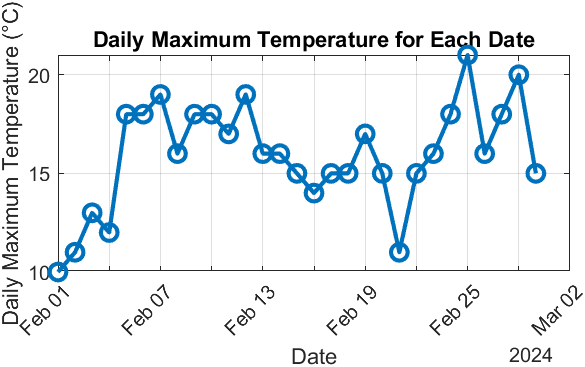 Daily Maximum Temperature for Each Date
Daily Maximum Temperature (°C)
20
15
10
Feb 01
Feb 07
Feb 13
Feb 19
Feb 25
Mar 02
Date
2024